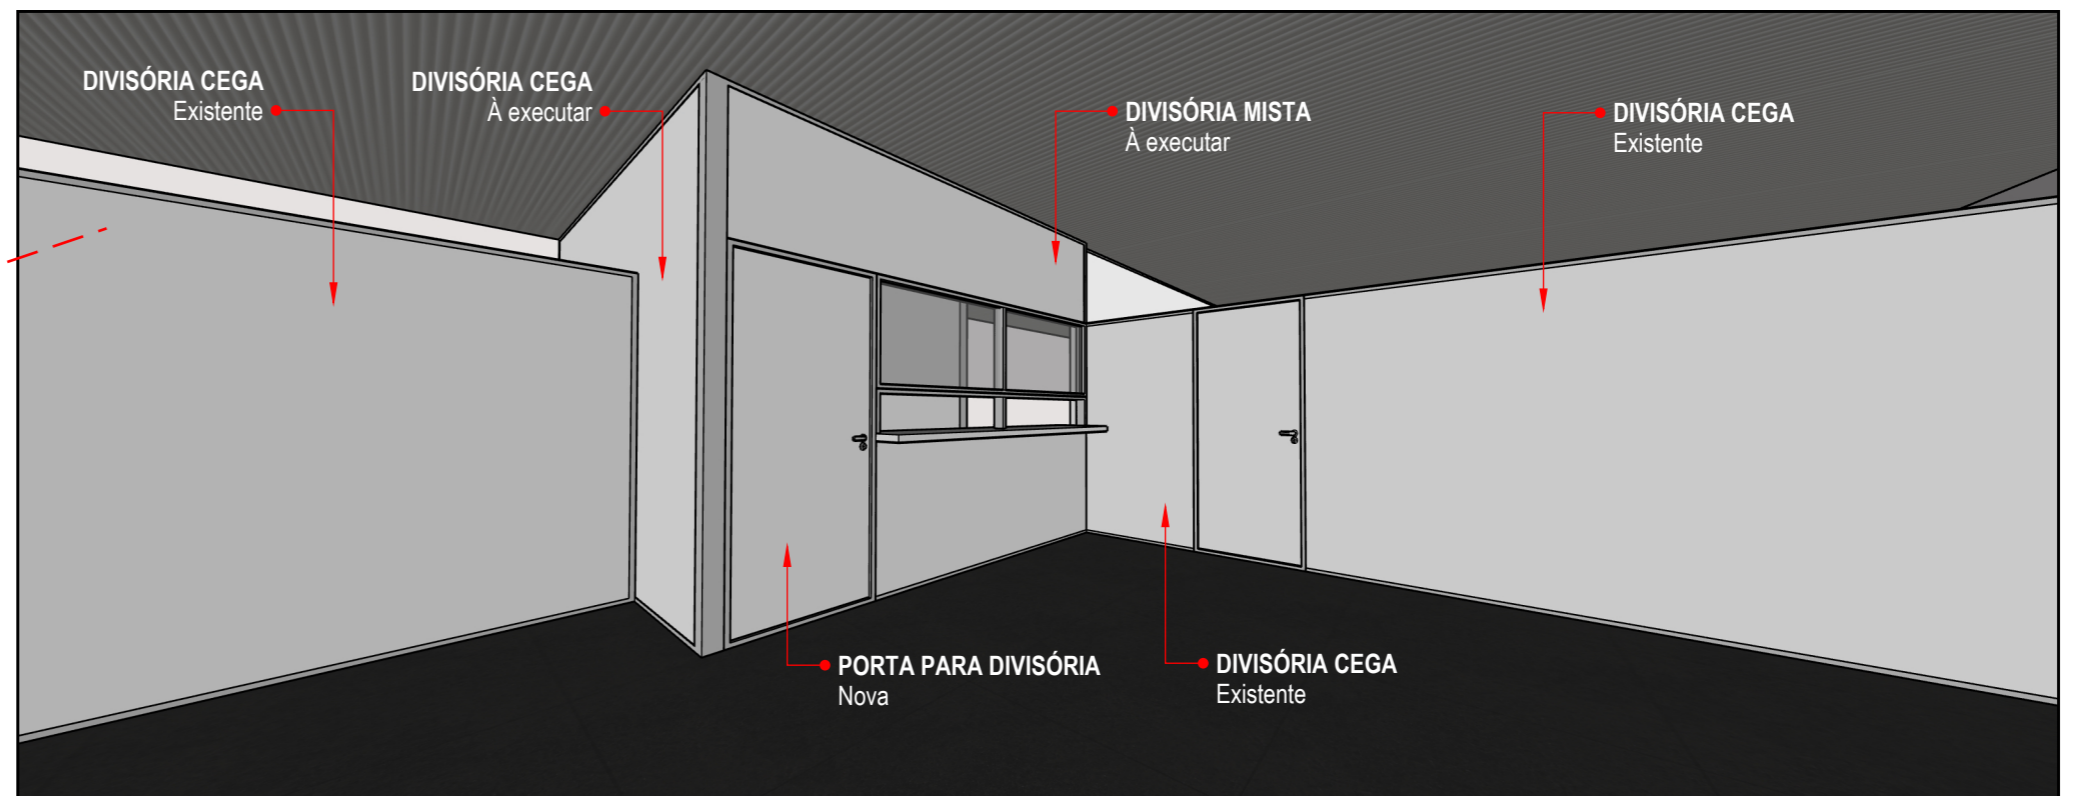 DIVISÓRIA CEGA
Existente
DIVISÓRIA CEGA
À executar
DIVISÓRIA MISTA
À executar
DIVISÓRIA CEGA
Existente
PORTA PARA DIVISÓRIA
Nova
DIVISÓRIA CEGA
Existente